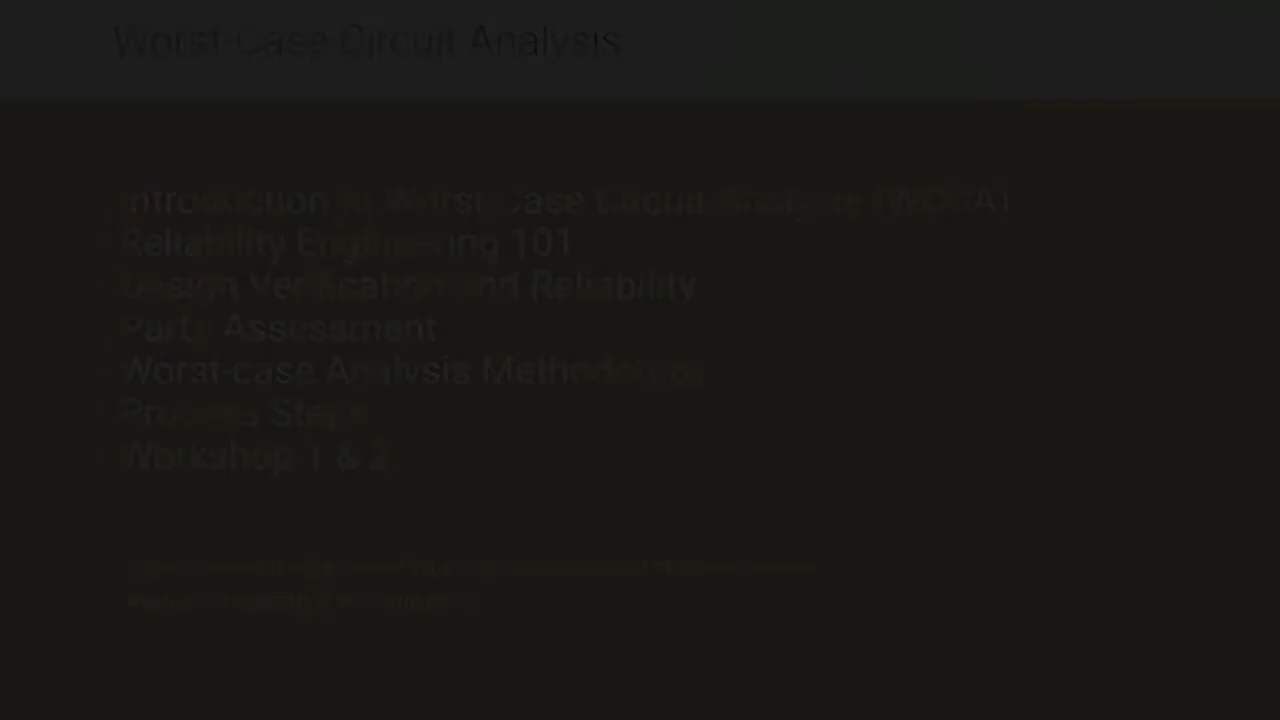 Worst-Case Circuit Analysis
Introduction to Worst-Case Circuit Analysis (WCCA)
Reliability Engineering 101
Design Verification and Reliability
Parts Assessment
Worst-case Analysis Methodology
Process Steps
Workshop 1 & 2